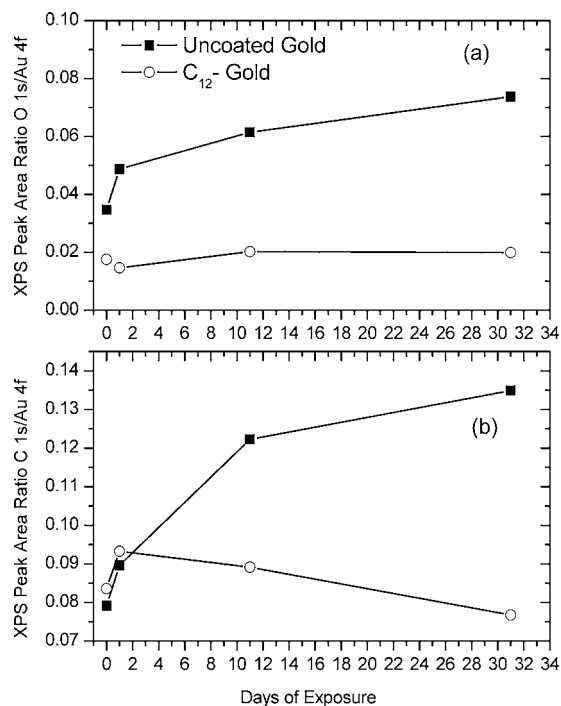 XPS Peak Area Ratio O 1s/Au 4f
0.10
0.08
0.06
0.04
0.02
0.00
Uncoated Gold
C12- Gold
(a)
0 2 4 6 8 10 12 14 16 18 20 22 24 26 28 30 32 34
XPS Peak Area Ratio C 1s/Au 4f
0.14
0.13
0.12
0.11
0.10
0.09
0.08
0.07
(b)
0 2 4 6 8 10 12 14 16 18 20 22 24 26 28 30 32 34
Days of Exposure